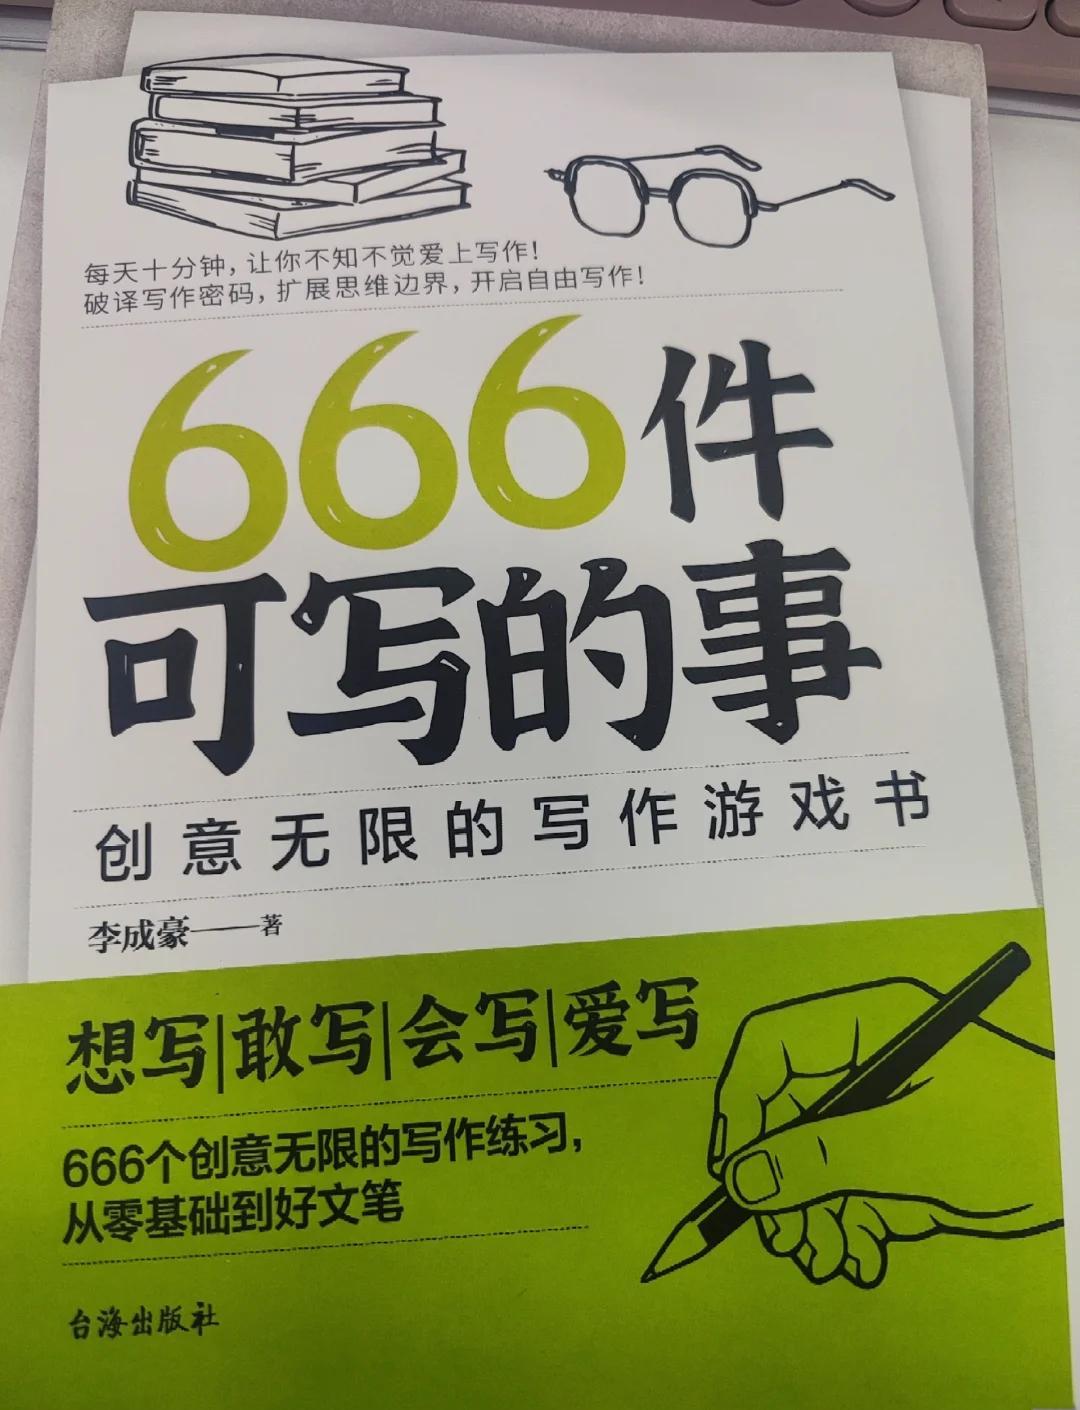 每天十分钟，让你不知不觉爱上写作！
破译写作密码，扩展思维边界，开启自由写作！
666件
可写的事
创意无限的写作游戏书
李成豪——著
想写|敢写|会写|爱写
666个创意无限的写作练习，
从零基础到好文笔
台海出版社